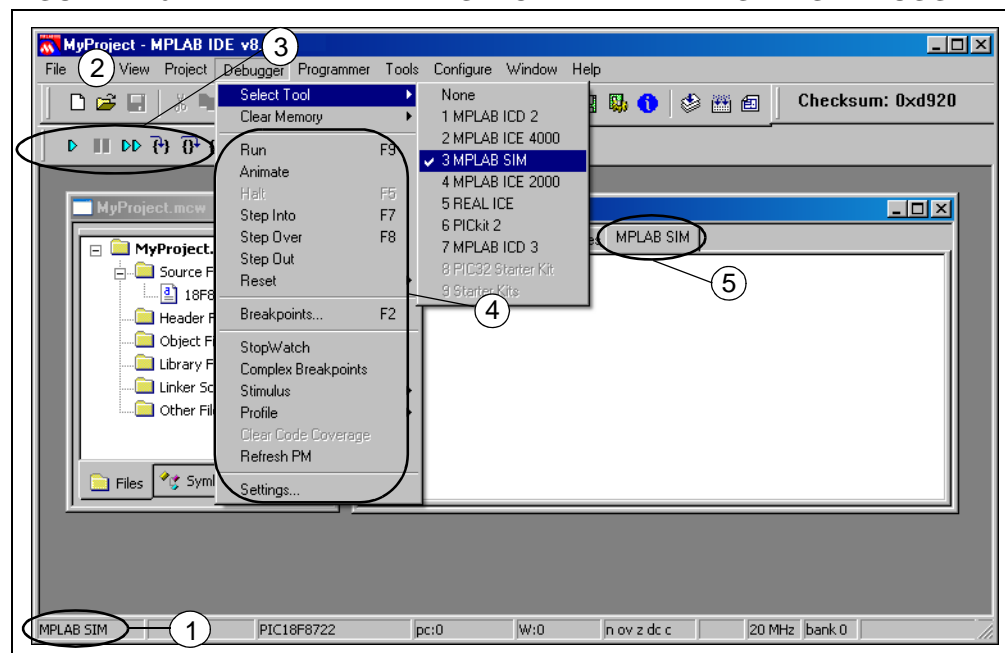 MyProject - MPLAB IDE v8.
3
File 2 View Project Debugger Programmer Tools Configure Window Help
Checksum: 0xd920
Select Tool
Clear Memory
Run F9
Animate
Halt F5
Step Into F7
Step Over F8
Step Out
Reset
Breakpoints... F2
StopWatch
Complex Breakpoints
Stimulus
Profile
Clear Code Coverage
Refresh PM
Settings...
None
1 MPLAB ICD 2
2 MPLAB ICE 4000
3 MPLAB SIM
4 MPLAB ICE 2000
5 REAL ICE
6 PICkit 2
7 MPLAB ICD 3
8 PIC32 Starter Kit
9 Starter Kits
4
MyProject.mcw
MyProject.
Source F
18F8
Header F
Object Fi
Library F
Linker Sc
Other Fil
Files Symb
MPLAB SIM
5
MPLAB SIM 1 PIC18F8722 pc:0 W:0 n ov z dc c 20 MHz bank 0